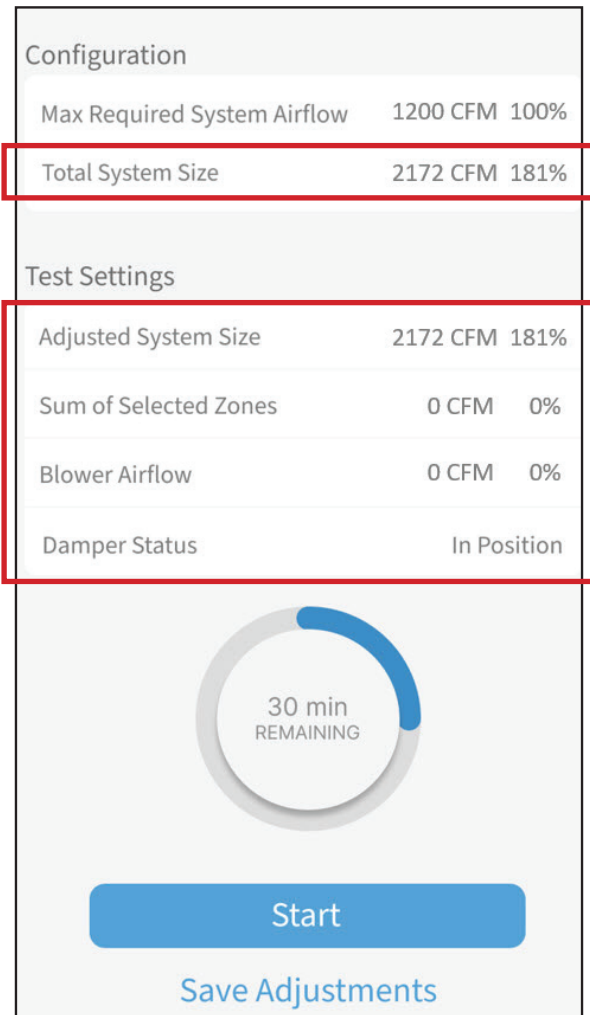 Configuration
Max Required System Airflow 1200 CFM 100%
Total System Size 2172 CFM 181%
Test Settings
Adjusted System Size 2172 CFM 181%
Sum of Selected Zones 0 CFM 0%
Blower Airflow 0 CFM 0%
Damper Status In Position
30 min
REMAINING
Start
Save Adjustments